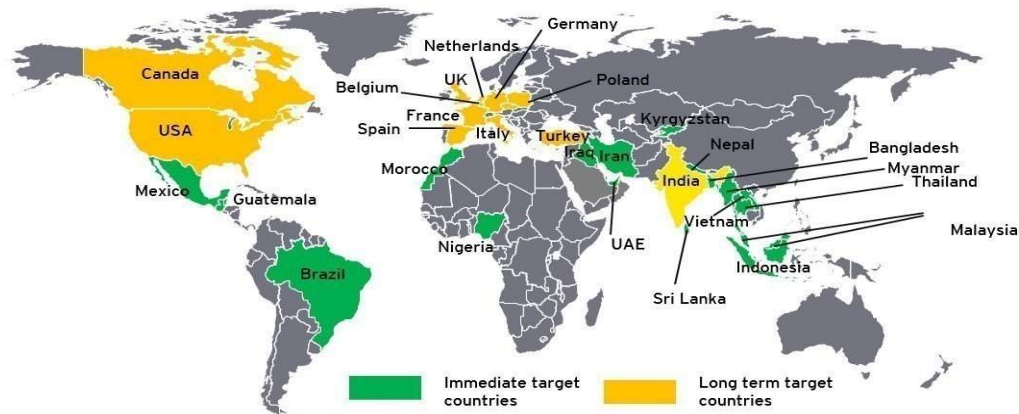 Germany
Netherlands
Canada
UK
Poland
Belgium
France
Kyrgyzstan
USA
Spain
Italy
Turkey
Bangladesh
Iraq
Iran
Nepal
Morocco
Myanmar
Mexico
India
Thailand
Guatemala
Vietnam
Malaysia
Nigeria
UAE
Brazil
Indonesia
Sri Lanka
Immediate target
countries
Long term target
countries